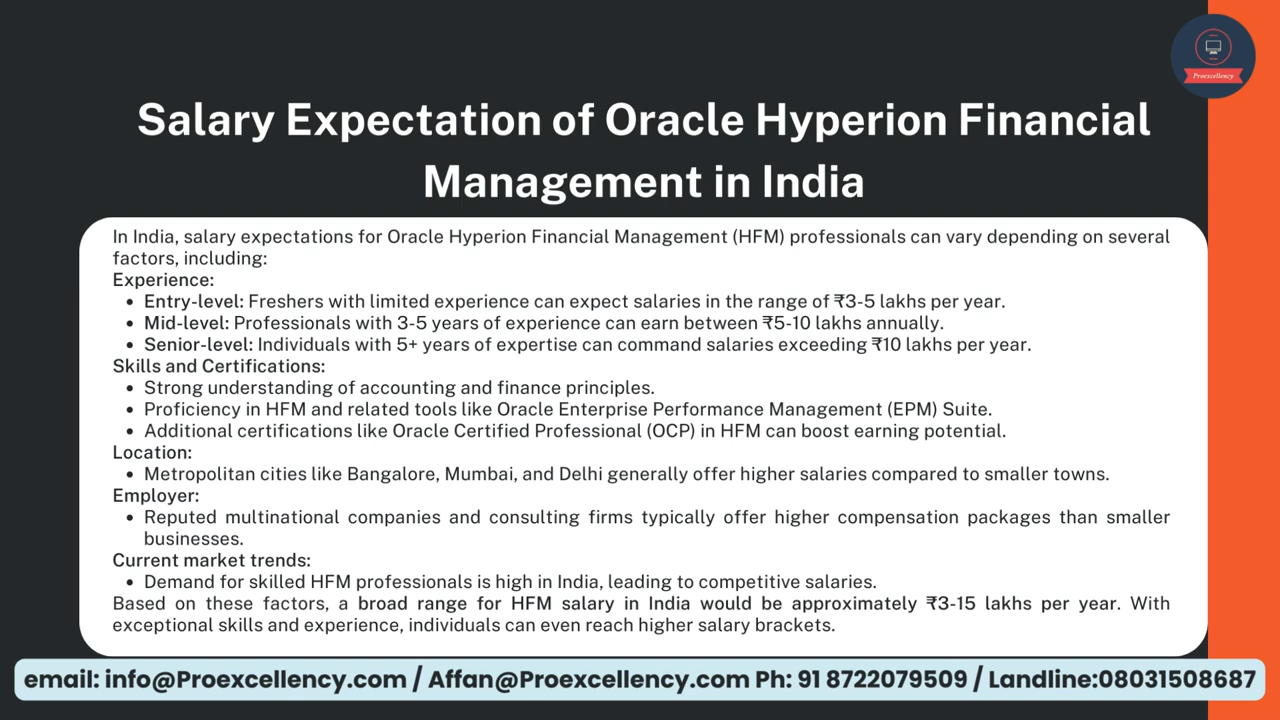 Proexcellency
Salary Expectation of Oracle Hyperion Financial
Management in India
In India, salary expectations for Oracle Hyperion Financial Management (HFM) professionals can vary depending on several
factors, including:
Experience:
• Entry-level: Freshers with limited experience can expect salaries in the range of ₹3-5 lakhs per year.
• Mid-level: Professionals with 3-5 years of experience can earn between ₹5-10 lakhs annually.
• Senior-level: Individuals with 5+ years of expertise can command salaries exceeding ₹10 lakhs per year.
Skills and Certifications:
• Strong understanding of accounting and finance principles.
• Proficiency in HFM and related tools like Oracle Enterprise Performance Management (EPM) Suite.
• Additional certifications like Oracle Certified Professional (OCP) in HFM can boost earning potential.
Location:
• Metropolitan cities like Bangalore, Mumbai, and Delhi generally offer higher salaries compared to smaller towns.
Employer:
• Reputed multinational companies and consulting firms typically offer higher compensation packages than smaller
businesses.
Current market trends:
• Demand for skilled HFM professionals is high in India, leading to competitive salaries.
Based on these factors, a broad range for HFM salary in India would be approximately ₹3-15 lakhs per year. With
exceptional skills and experience, individuals can even reach higher salary brackets.
email: info@Proexcellency.com / Affan@Proexcellency.com Ph: 91 8722079509 / Landline:08031508687